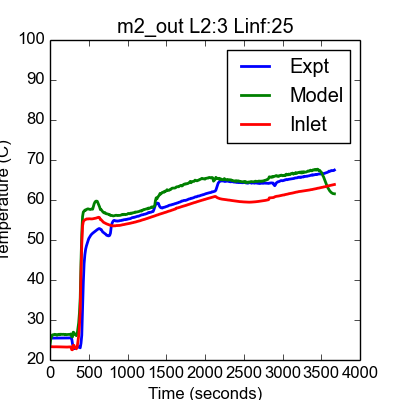 m2_out L2:3 Linf:25
Expt
Model
Inlet
100
90
80
70
60
50
40
30
20
Temperature (C)
0 500 1000 1500 2000 2500 3000 3500 4000
Time (seconds)